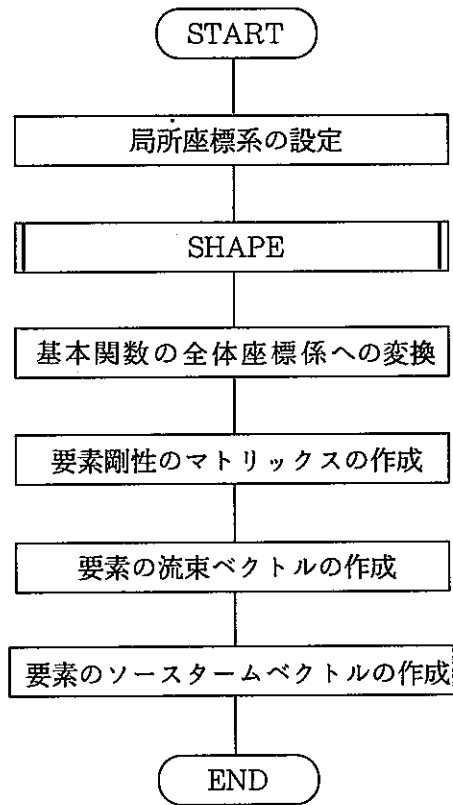 START
局所座標系の設定
SHAPE
基本関数の全体座標係への変換
要素剛性のマトリックスの作成
要素の流束ベクトルの作成
要素のソースタームベクトルの作成
END